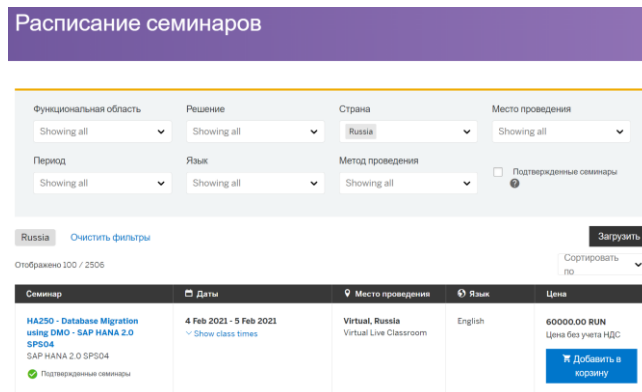 Расписание семинаров
Функциональная область Решение Страна Место проведения
Showing all Showing all Russia Showing all
Период Язык Метод проведения
Showing all Showing all Showing all Подтвержденные семинары
Russia Очистить фильтры Загрузить
Отображено 100 / 2506 Сортировать
по
Семинар Даты Место проведения Язык Цена
HA250 - Database Migration 4 Feb 2021 - 5 Feb 2021 Virtual, Russia English 60000.00 RUN
using DMO - SAP HANA 2.0 Show class times Virtual Live Classroom Цена без учета НДС
SPS04
SAP HANA 2.0 SPS04 Добавить в
Подтвержденные семинары корзину